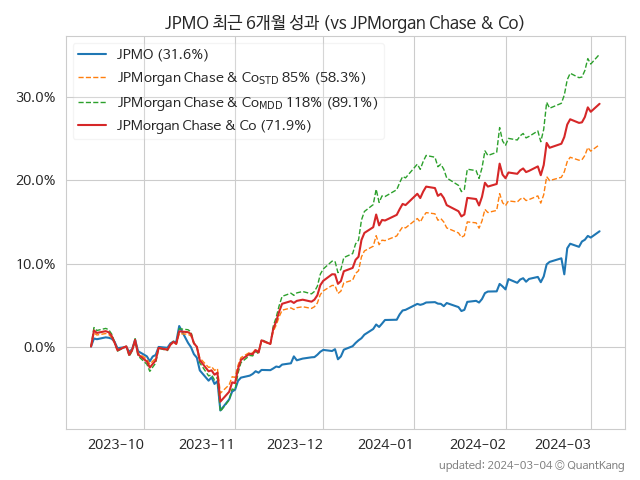 JPMO 최근 6개월 성과 (vs JPMorgan Chase & Co)
JPMO (31.6%)
JPMorgan Chase & CoSTD 85% (58.3%)
JPMorgan Chase & CoMDD 118% (89.1%)
JPMorgan Chase & Co (71.9%)
30.0%
20.0%
10.0%
0.0%
2023-10 2023-11 2023-12 2024-01 2024-02 2024-03
updated: 2024-03-04 © QuantKang